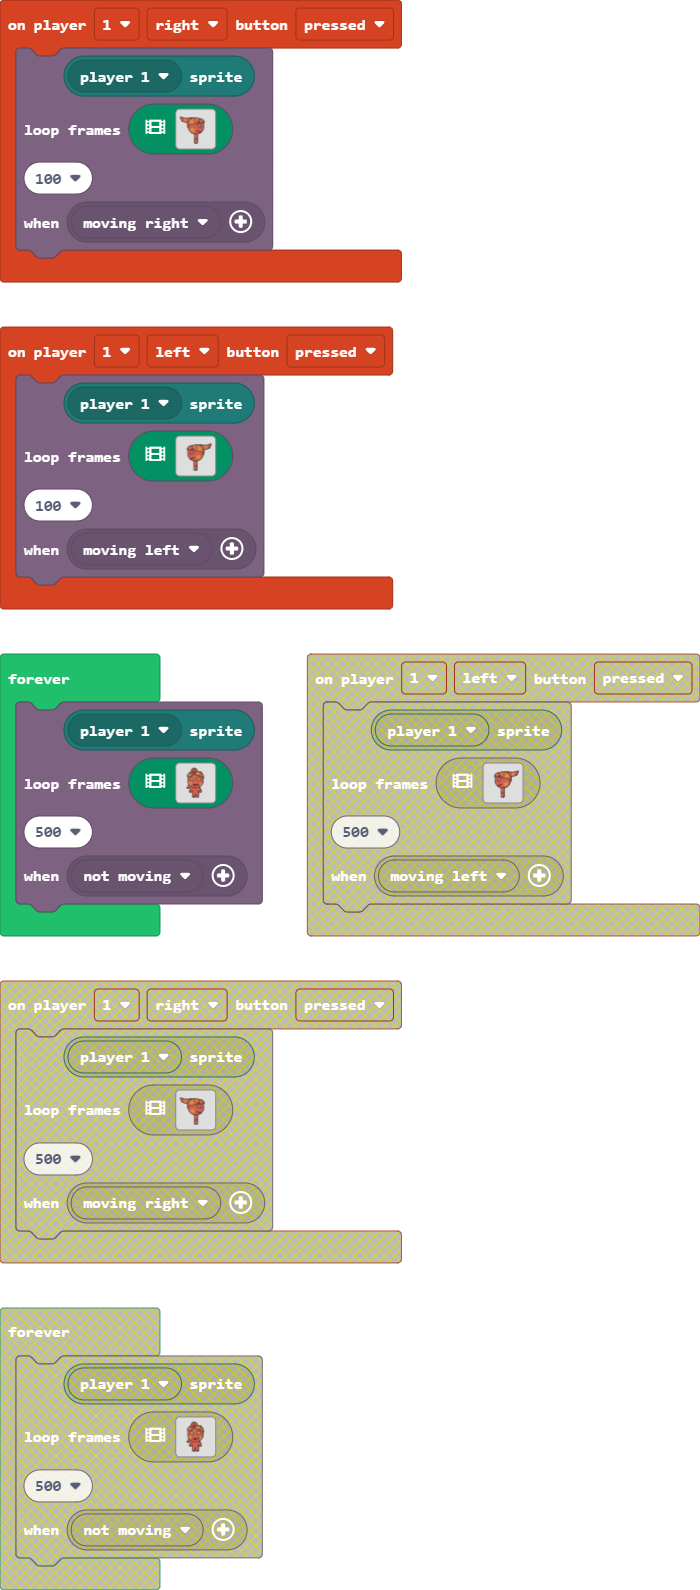 on player 1 right button pressed
player 1 sprite
loop frames
100
when moving right
on player 1 left button pressed
player 1 sprite
loop frames
100
when moving left
forever
player 1 sprite
loop frames
500
when not moving
on player 1 left button pressed
player 1 sprite
loop frames
500
when moving left
on player 1 right button pressed
player 1 sprite
loop frames
500
when moving right
forever
player 1 sprite
loop frames
500
when not moving